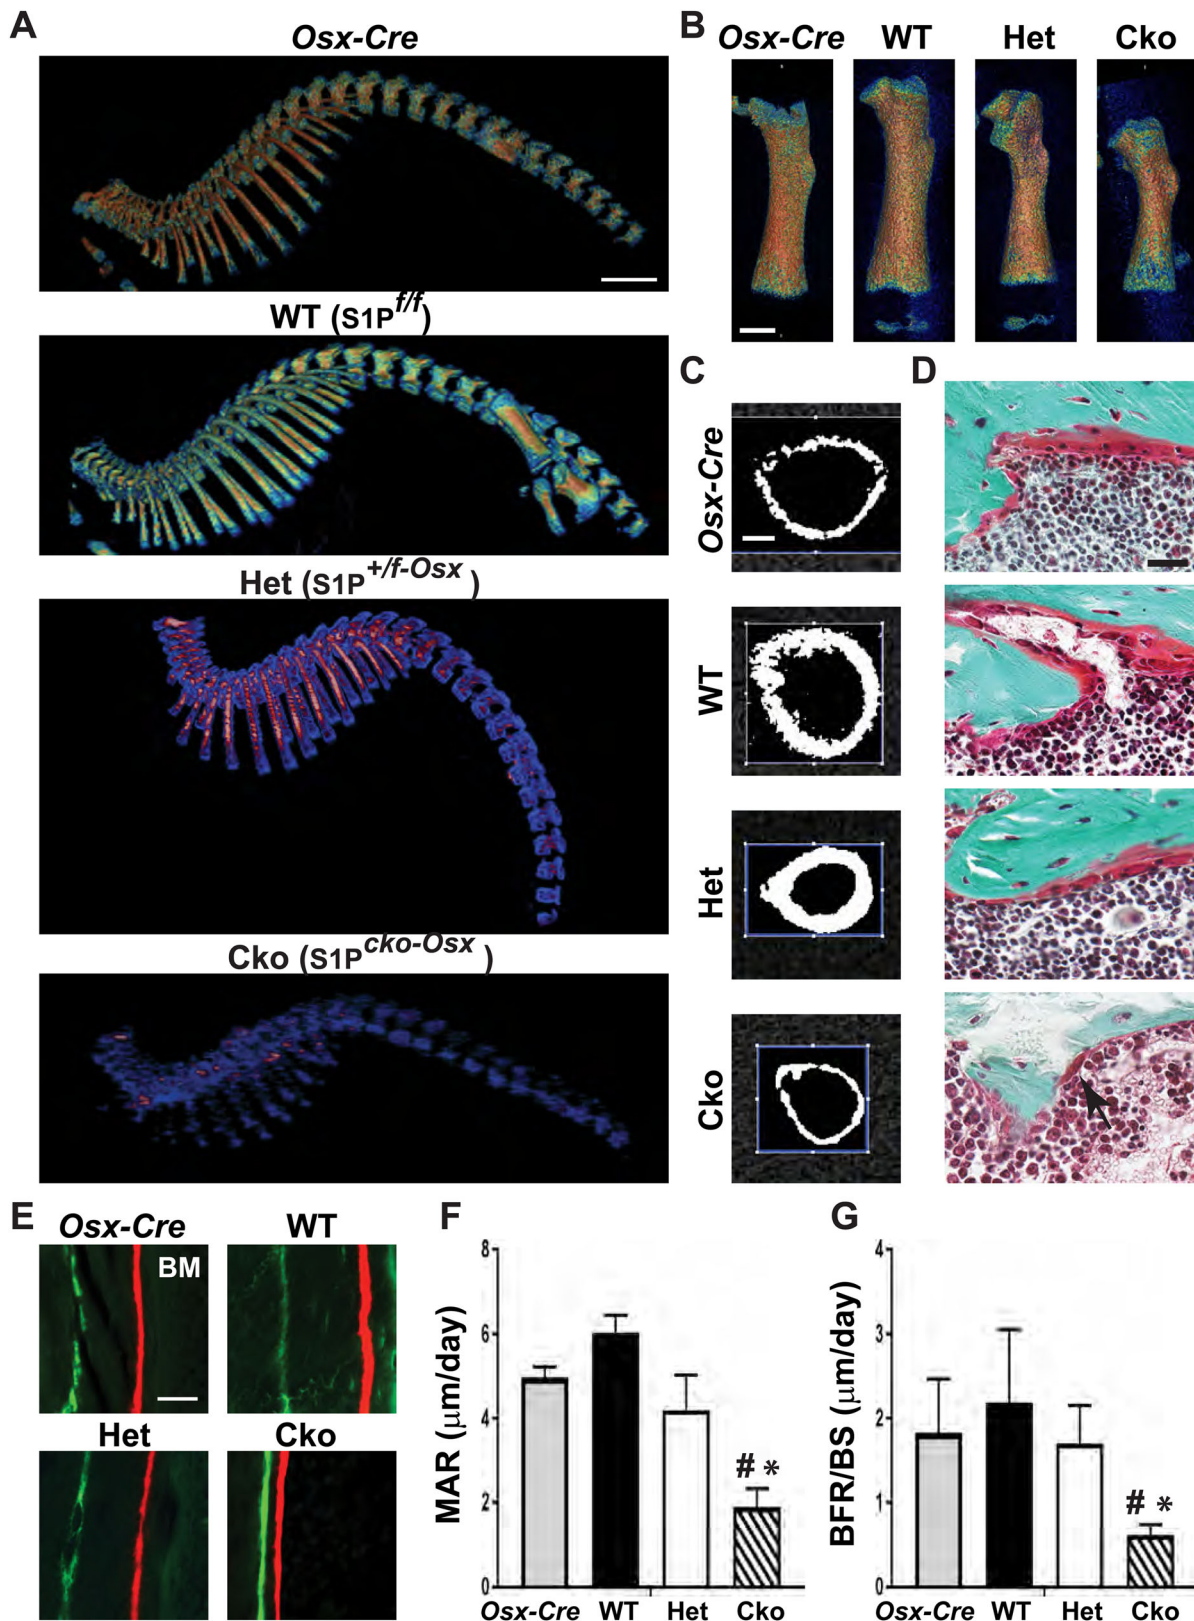 A
Osx-Cre
WT (S1P f/f)
Het (S1P +/f-Osx )
Cko (S1P cko-Osx )
B
Osx-Cre WT Het Cko
C
Osx-Cre
WT
Het
Cko
D
E
Osx-Cre WT
BM
Het Cko
F
MAR (μm/day)
8
6
4
2
0
# *
Osx-Cre WT Het Cko
G
BFR/BS (μm/day)
4
3
2
1
0
# *
Osx-Cre WT Het Cko